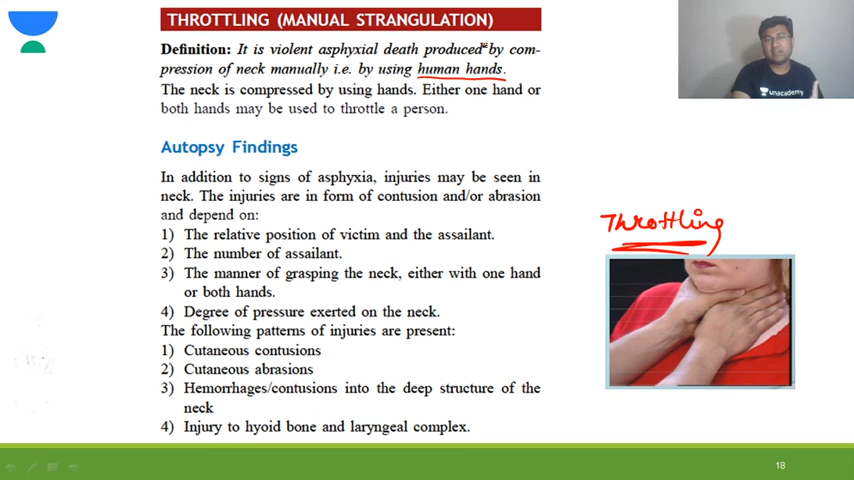 THROTTLING (MANUAL STRANGULATION)
Definition: It is violent asphyxial death produced by com-
pression of neck manually i.e. by using human hands.
The neck is compressed by using hands. Either one hand or
both hands may be used to throttle a person.
Autopsy Findings
In addition to signs of asphyxia, injuries may be seen in
neck. The injuries are in form of contusion and/or abrasion
and depend on:
1) The relative position of victim and the assailant.
2) The number of assailant.
3) The manner of grasping the neck, either with one hand
or both hands.
4) Degree of pressure exerted on the neck.
The following patterns of injuries are present:
1) Cutaneous contusions
2) Cutaneous abrasions
3) Hemorrhages/contusions into the deep structure of the
neck
4) Injury to hyoid bone and laryngeal complex.
unacademy
Throttling
18